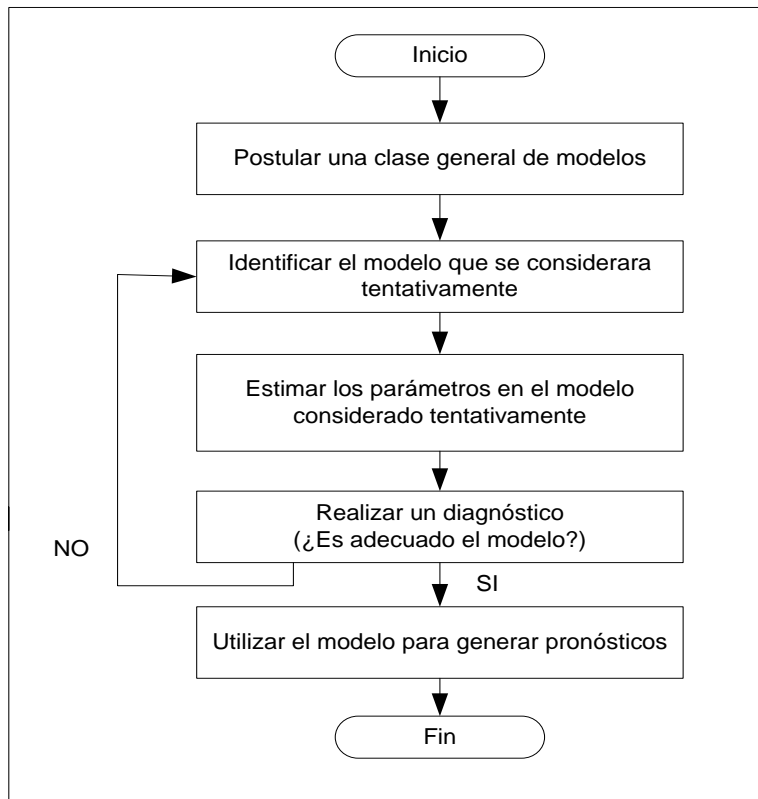 Inicio
Postular una clase general de modelos
Identificar el modelo que se considerara
tentativamente
Estimar los parámetros en el modelo
considerado tentativamente
Realizar un diagnóstico
(¿Es adecuado el modelo?)
NO
SI
Utilizar el modelo para generar pronósticos
Fin